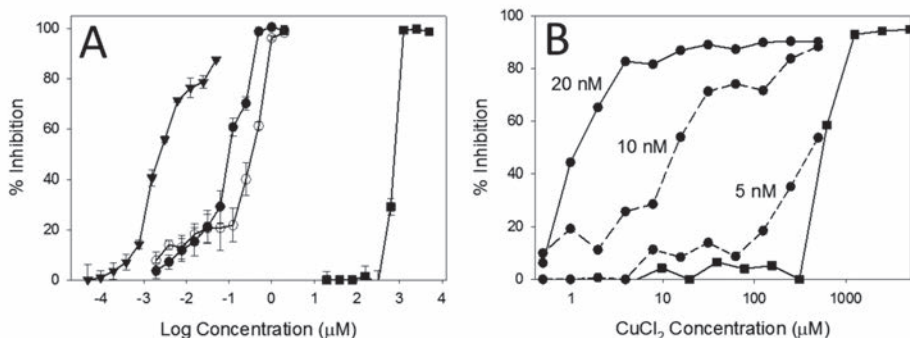 A
% Inhibition
100
80
60
40
20
0
-4 -3 -2 -1 0 1 2 3 4
Log Concentration (μM)
B
% Inhibition
100
80
60
40
20
0
20 nM
10 nM
5 nM
1 10 100 1000
CuCl₂ Concentration (μM)